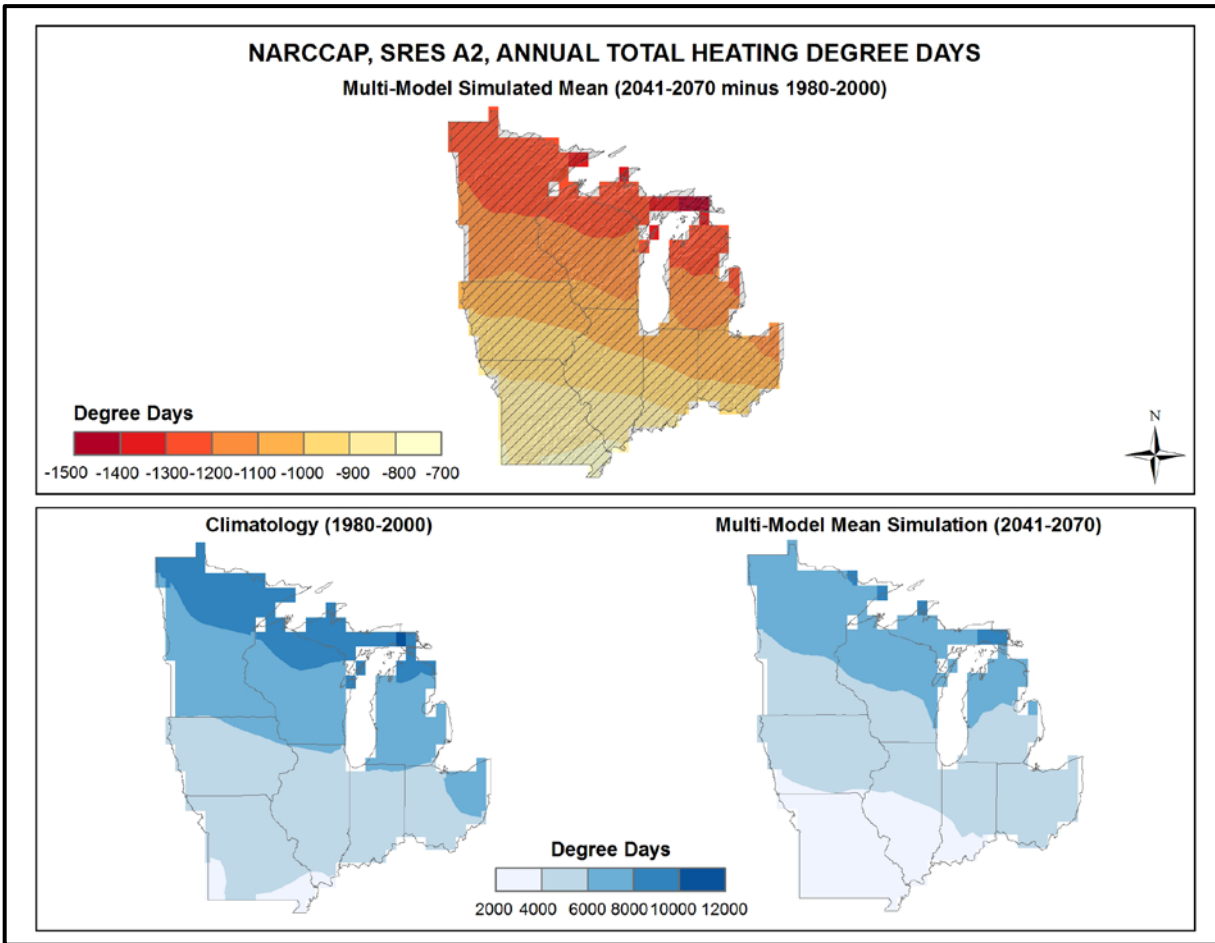 NARCCAP, SRES A2, ANNUAL TOTAL HEATING DEGREE DAYS
Multi-Model Simulated Mean (2041-2070 minus 1980-2000)
Degree Days
-1500 -1400 -1300 -1200 -1100 -1000 -900 -800 -700
N
Climatology (1980-2000)
Multi-Model Mean Simulation (2041-2070)
Degree Days
2000 4000 6000 8000 10000 12000